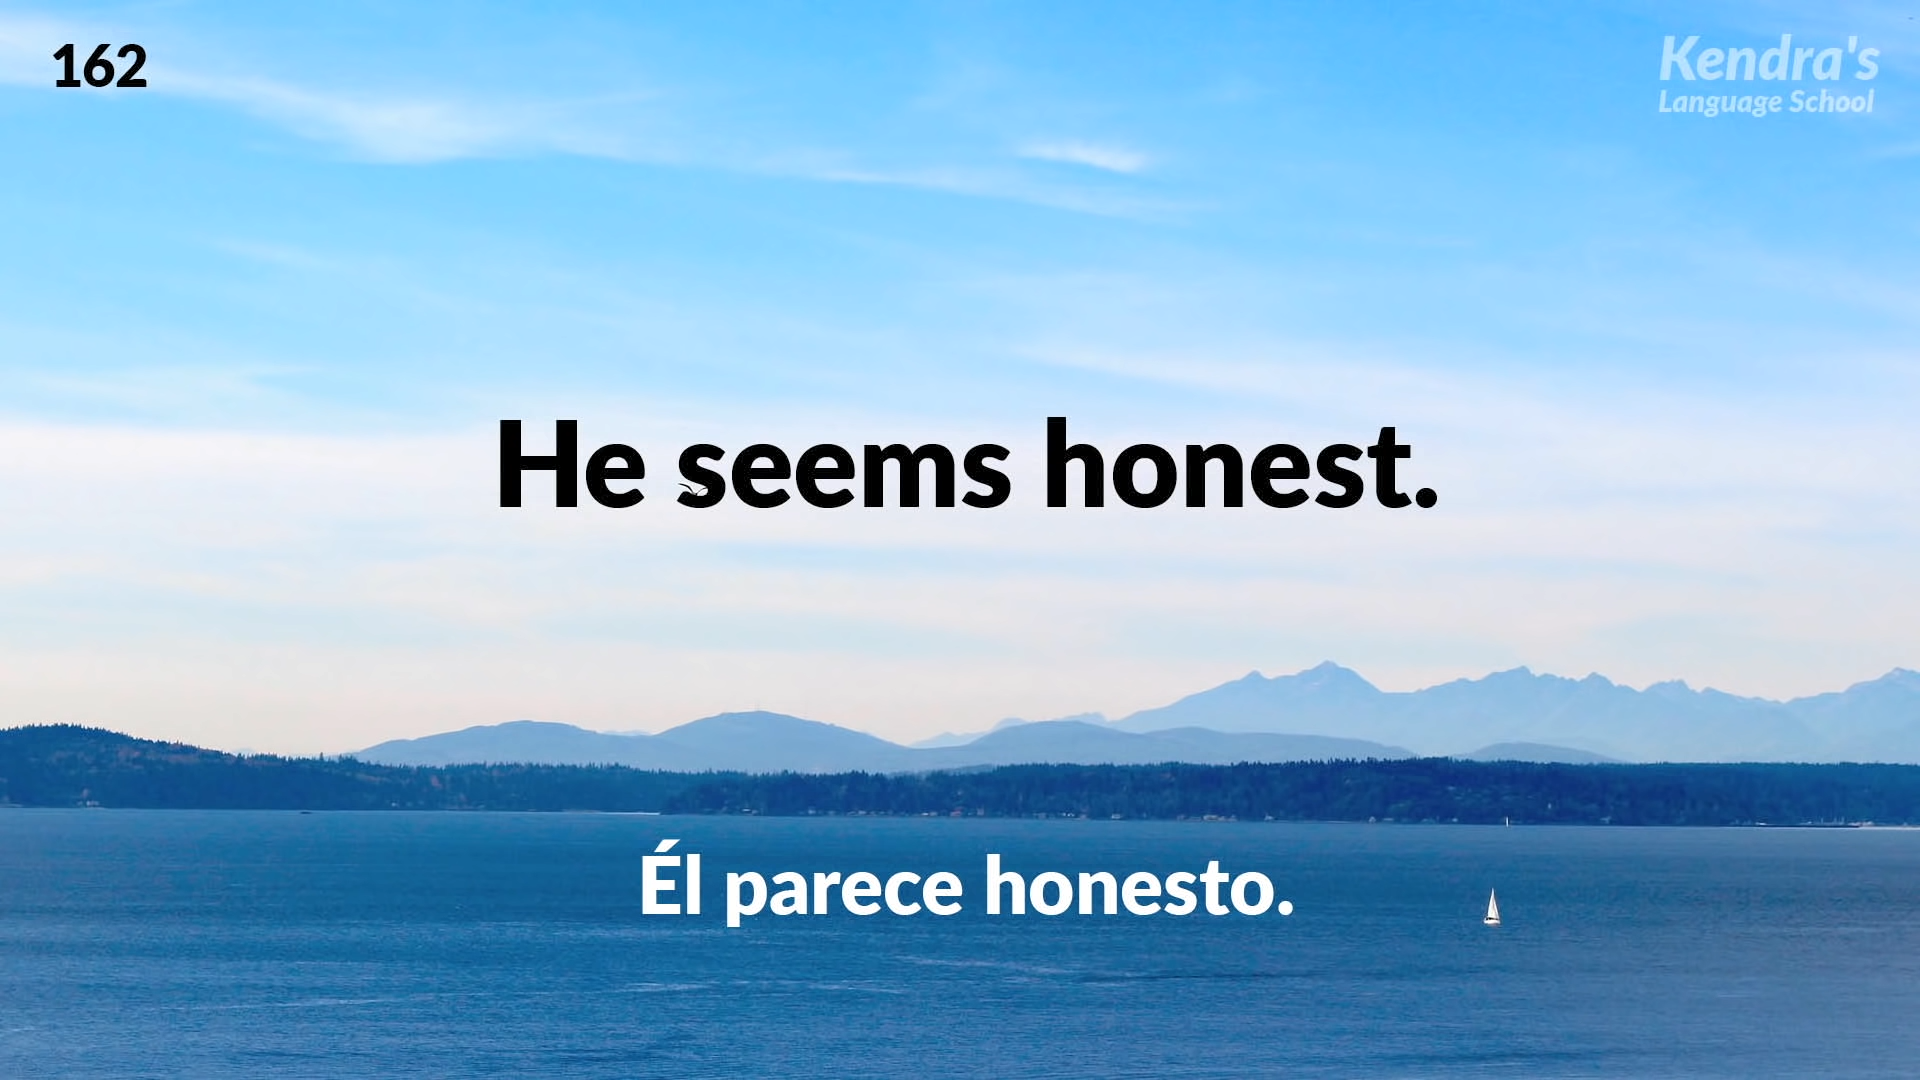 162
Kendra's
Language School
He seems honest.
Él parece honesto.